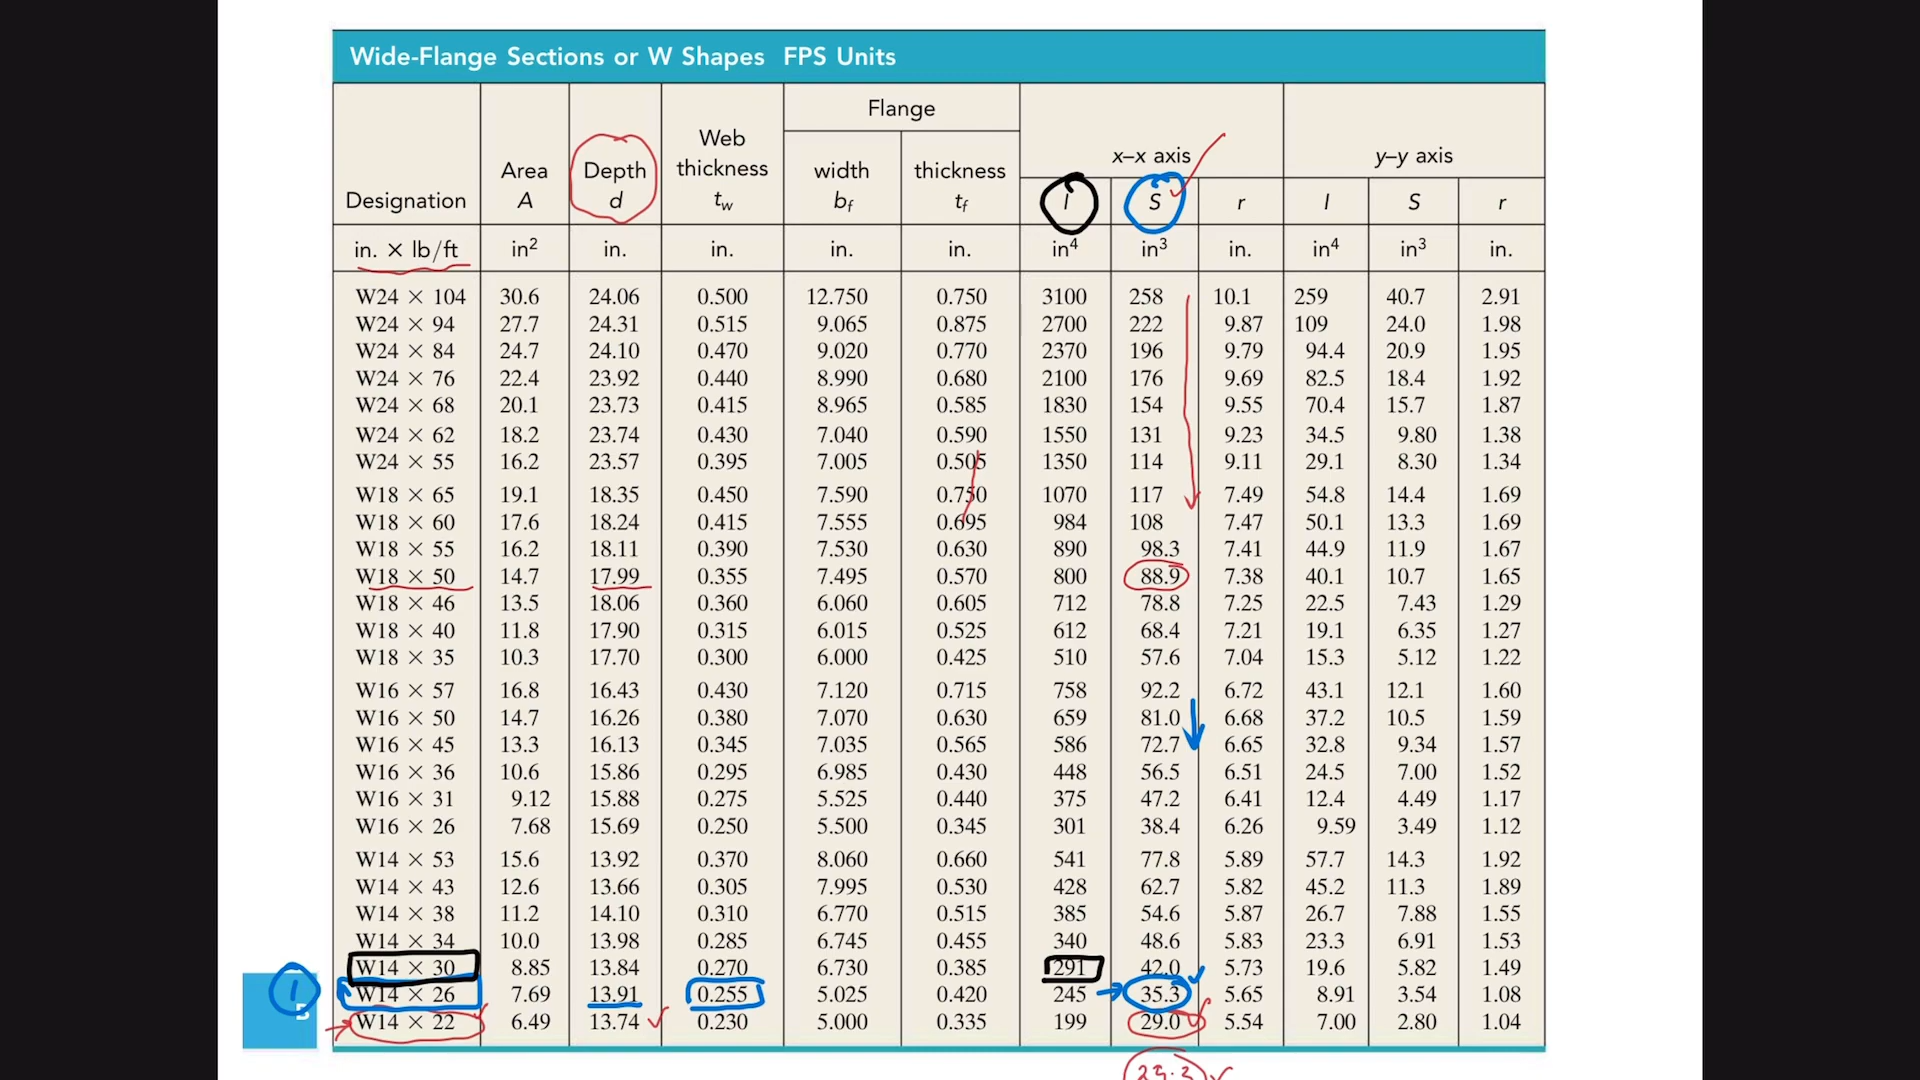 Wide-Flange Sections or W Shapes FPS Units
Flange
Web
x–x axis
y–y axis
Area Depth thickness width thickness
Designation A d tw bf tf I S r I S r
in. × lb/ft in² in. in. in. in. in⁴ in³ in. in⁴ in³ in.
W24 × 104 30.6 24.06 0.500 12.750 0.750 3100 258 10.1 259 40.7 2.91
W24 × 94 27.7 24.31 0.515 9.065 0.875 2700 222 9.87 109 24.0 1.98
W24 × 84 24.7 24.10 0.470 9.020 0.770 2370 196 9.79 94.4 20.9 1.95
W24 × 76 22.4 23.92 0.440 8.990 0.680 2100 176 9.69 82.5 18.4 1.92
W24 × 68 20.1 23.73 0.415 8.965 0.585 1830 154 9.55 70.4 15.7 1.87
W24 × 62 18.2 23.74 0.430 7.040 0.590 1550 131 9.23 34.5 9.80 1.38
W24 × 55 16.2 23.57 0.395 7.005 0.505 1350 114 9.11 29.1 8.30 1.34
W18 × 65 19.1 18.35 0.450 7.590 0.750 1070 117 7.49 54.8 14.4 1.69
W18 × 60 17.6 18.24 0.415 7.555 0.695 984 108 7.47 50.1 13.3 1.69
W18 × 55 16.2 18.11 0.390 7.530 0.630 890 98.3 7.41 44.9 11.9 1.67
W18 × 50 14.7 17.99 0.355 7.495 0.570 800 88.9 7.38 40.1 10.7 1.65
W18 × 46 13.5 18.06 0.360 6.060 0.605 712 78.8 7.25 22.5 7.43 1.29
W18 × 40 11.8 17.90 0.315 6.015 0.525 612 68.4 7.21 19.1 6.35 1.27
W18 × 35 10.3 17.70 0.300 6.000 0.425 510 57.6 7.04 15.3 5.12 1.22
W16 × 57 16.8 16.43 0.430 7.120 0.715 758 92.2 6.72 43.1 12.1 1.60
W16 × 50 14.7 16.26 0.380 7.070 0.630 659 81.0 6.68 37.2 10.5 1.59
W16 × 45 13.3 16.13 0.345 7.035 0.565 586 72.7 6.65 32.8 9.34 1.57
W16 × 36 10.6 15.86 0.295 6.985 0.430 448 56.5 6.51 24.5 7.00 1.52
W16 × 31 9.12 15.88 0.275 5.525 0.440 375 47.2 6.41 12.4 4.49 1.17
W16 × 26 7.68 15.69 0.250 5.500 0.345 301 38.4 6.26 9.59 3.49 1.12
W14 × 53 15.6 13.92 0.370 8.060 0.660 541 77.8 5.89 57.7 14.3 1.92
W14 × 43 12.6 13.66 0.305 7.995 0.530 428 62.7 5.82 45.2 11.3 1.89
W14 × 38 11.2 14.10 0.310 6.770 0.515 385 54.6 5.87 26.7 7.88 1.55
W14 × 34 10.0 13.98 0.285 6.745 0.455 340 48.6 5.83 23.3 6.91 1.53
W14 × 30 8.85 13.84 0.270 6.730 0.385 291 42.0 5.73 19.6 5.82 1.49
1 W14 × 26 7.69 13.91 0.255 5.025 0.420 245 35.3 5.65 8.91 3.54 1.08
W14 × 22 6.49 13.74 0.230 5.000 0.335 199 29.0 5.54 7.00 2.80 1.04